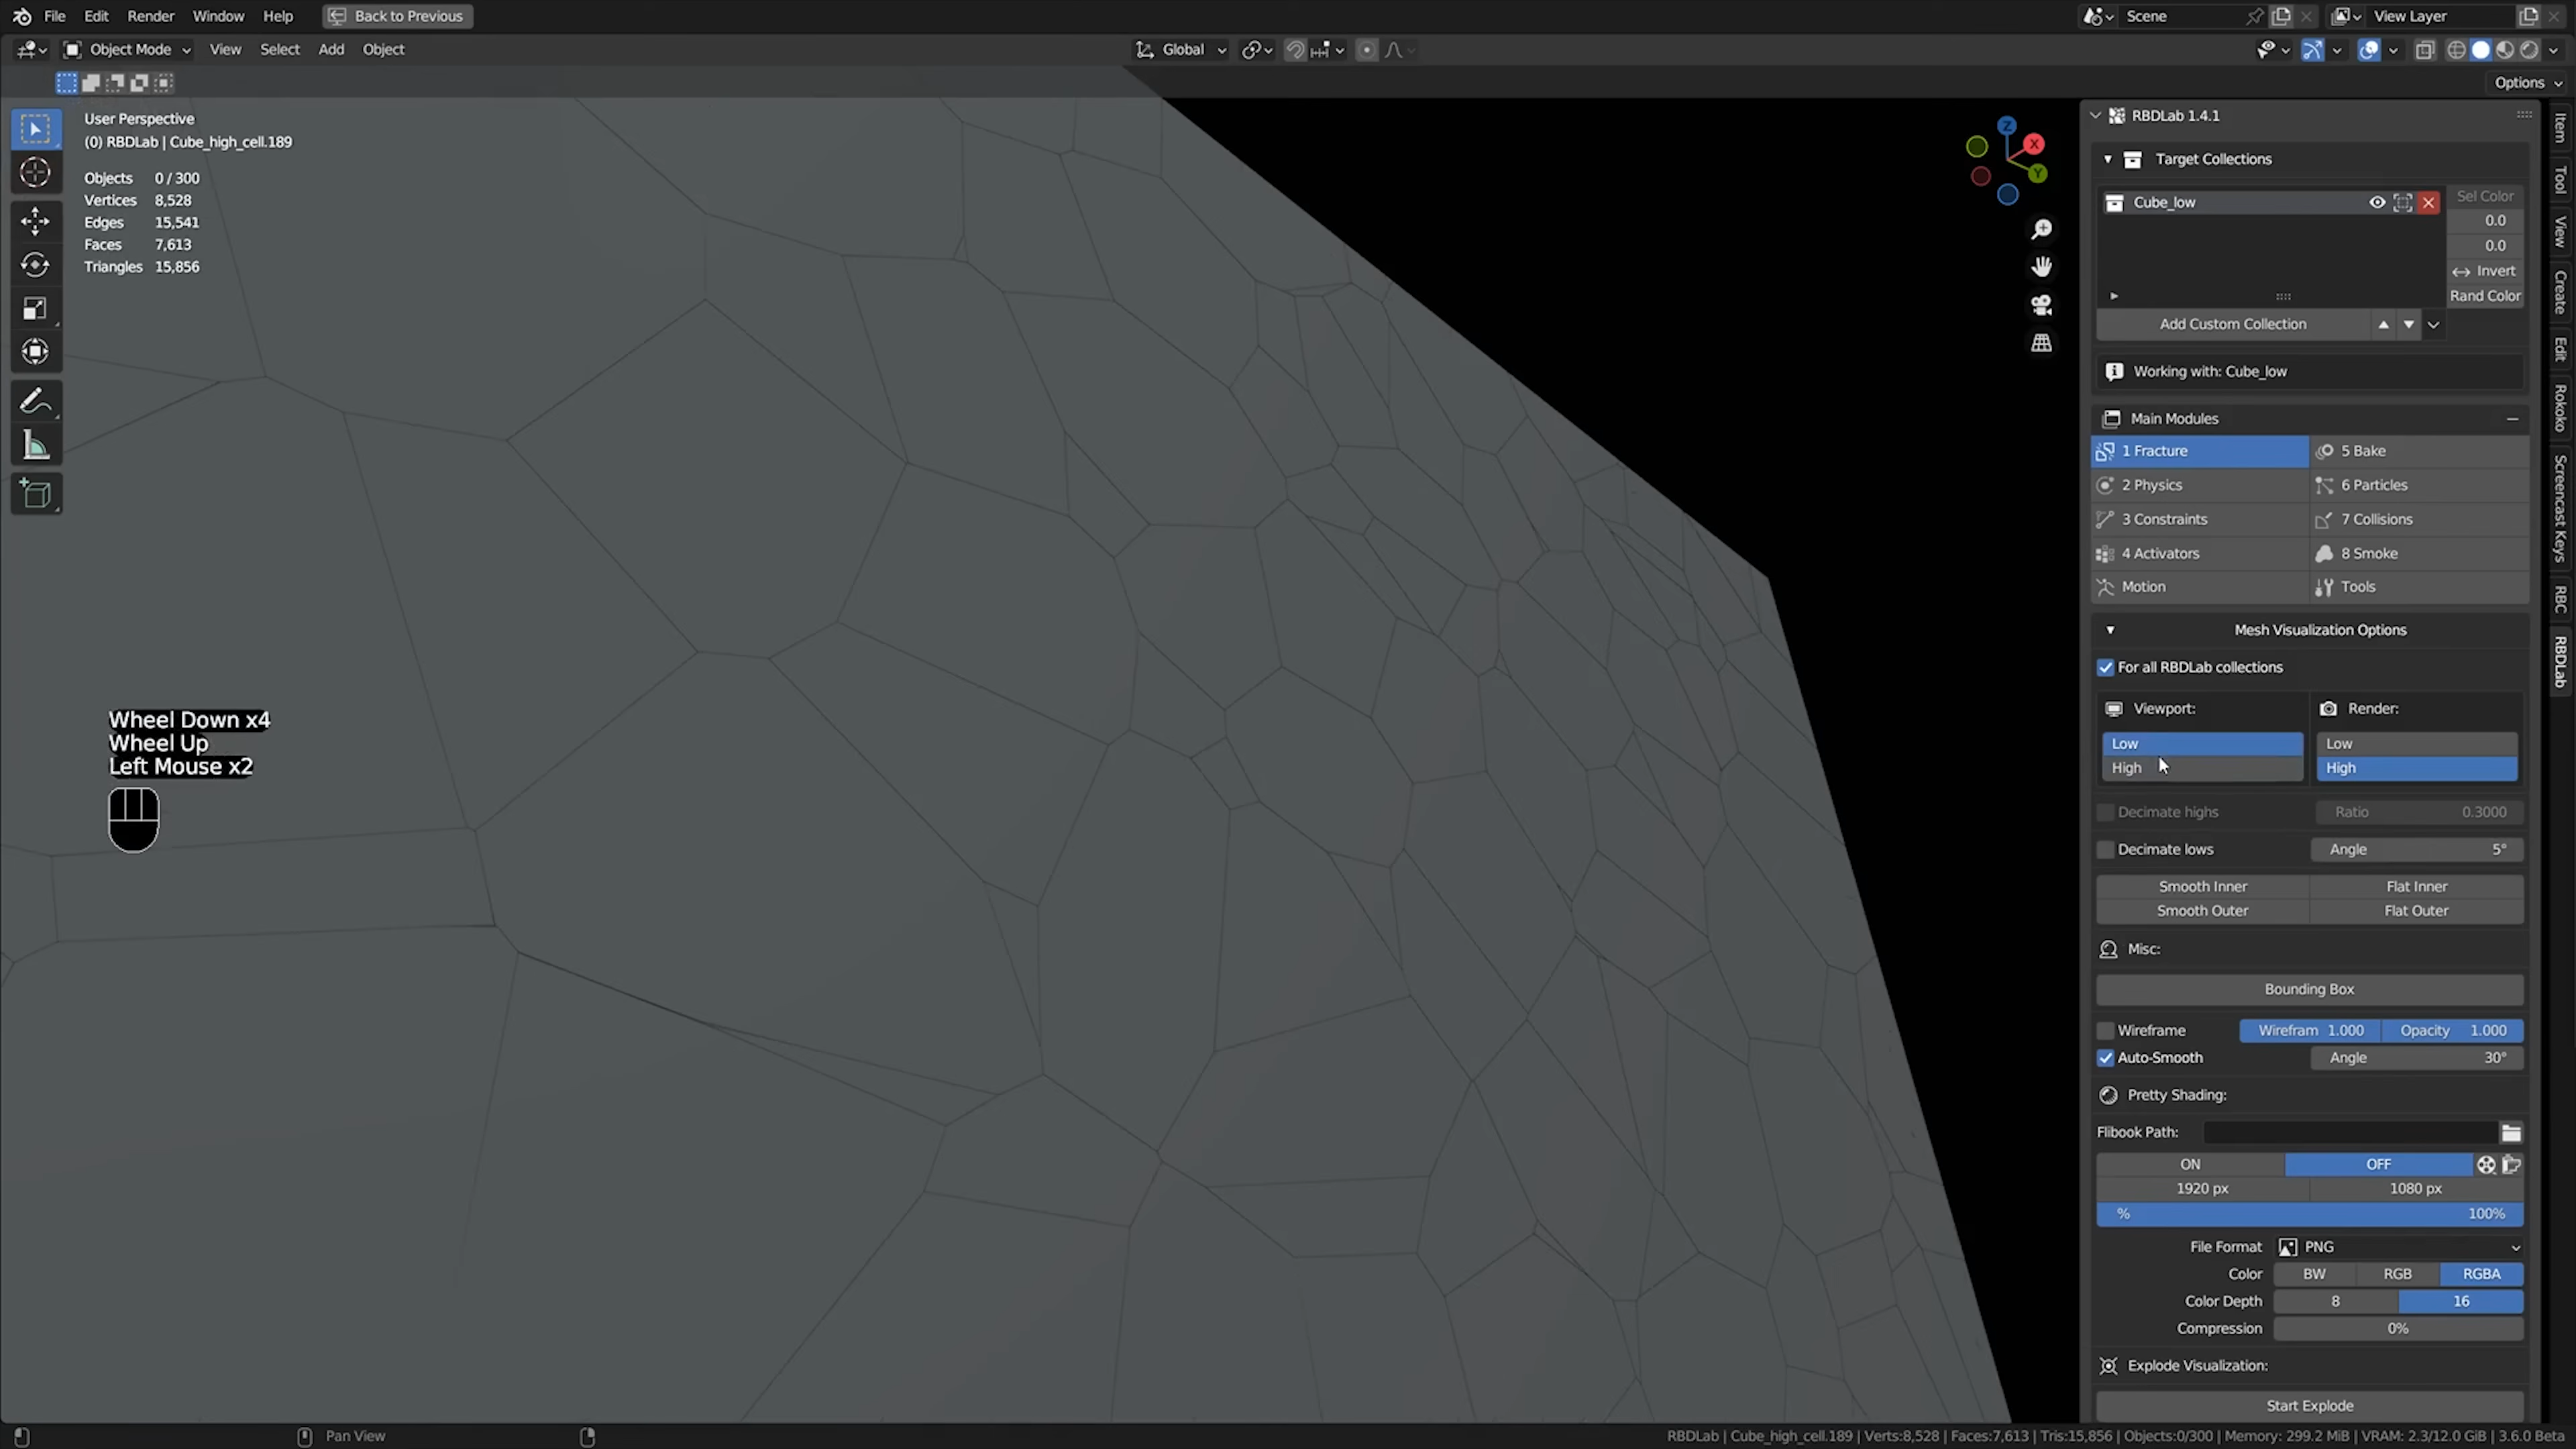 File Edit Render Window Help Back to Previous Scene View Layer
Object Mode View Select Add Object Global
Options
User Perspective
(0) RBDLab | Cube_high_cell.189
Objects 0 / 300
Vertices 8,528
Edges 15,541
Faces 7,613
Triangles 15,856
Z
X
Y
Wheel Down x4
Wheel Up
Left Mouse x2
RBDLab 1.4.1
Target Collections
Cube_low Sel Color
0.0
0.0
Invert
Rand Color
Add Custom Collection
Working with: Cube_low
Main Modules
1 Fracture 5 Bake
2 Physics 6 Particles
3 Constraints 7 Collisions
4 Activators 8 Smoke
Motion Tools
Mesh Visualization Options
For all RBDLab collections
Viewport: Render:
Low Low
High High
Decimate highs Ratio 0.3000
Decimate lows Angle 5°
Smooth Inner Flat Inner
Smooth Outer Flat Outer
Misc:
Bounding Box
Wireframe Wirefram 1.000 Opacity 1.000
Auto-Smooth Angle 30°
Pretty Shading:
Flibook Path:
ON OFF
1920 px 1080 px
% 100%
File Format PNG
Color BW RGB RGBA
Color Depth 8 16
Compression 0%
Explode Visualization:
Start Explode
Item
Tool
View
Create
Edit
Rokoko
Screencast Keys
RBC
RBDLab
Pan View RBDLab | Cube_high_cell.189 | Verts:8,528 | Faces:7,613 | Tris:15,856 | Objects:0/300 | Memory: 299.2 MiB | VRAM: 2.3/12.0 GiB | 3.6.0 Beta